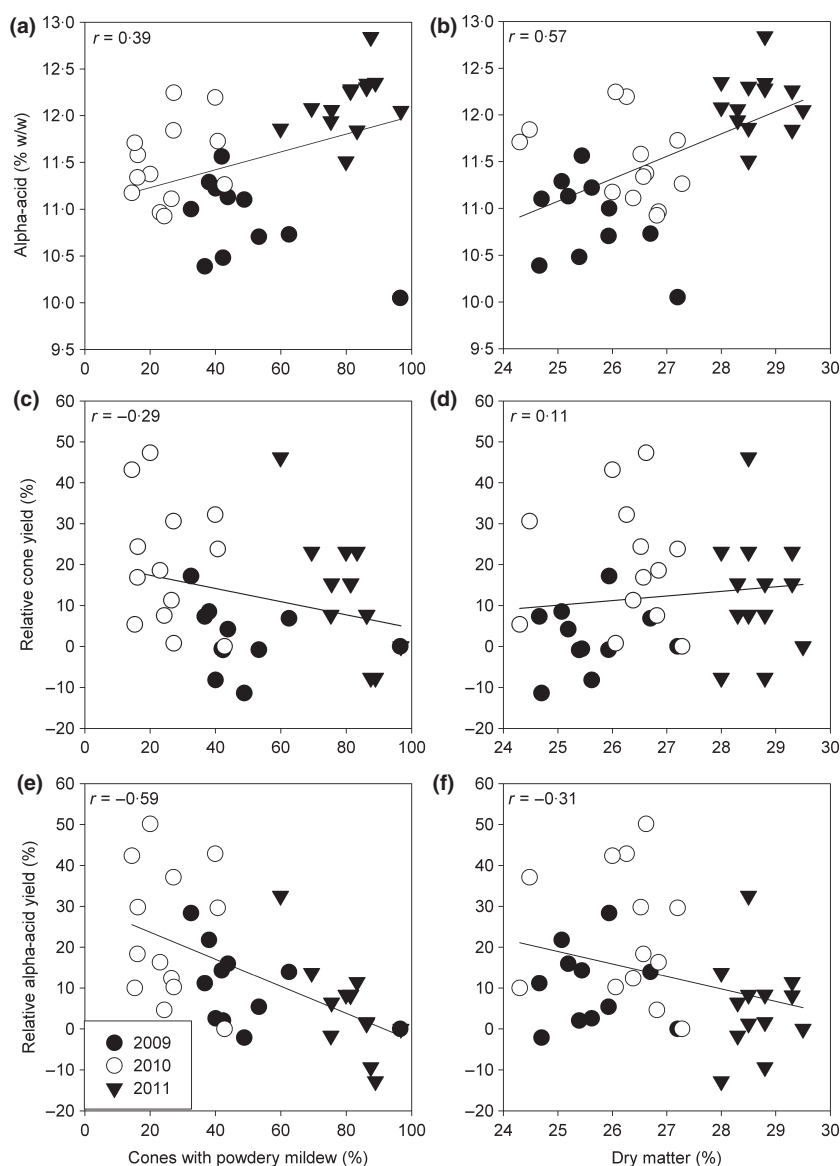 (a)
r = 0·39
13·0
12·5
12·0
11·5
11·0
10·5
10·0
9·5
Alpha-acid (% w/w)
0 20 40 60 80 100
(b)
r = 0·57
13·0
12·5
12·0
11·5
11·0
10·5
10·0
9·5
24 25 26 27 28 29 30
(c)
r = –0·29
60
50
40
30
20
10
0
–10
–20
Relative cone yield (%)
0 20 40 60 80 100
(d)
r = 0·11
60
50
40
30
20
10
0
–10
–20
24 25 26 27 28 29 30
(e)
r = –0·59
60
50
40
30
20
10
0
–10
–20
Relative alpha-acid yield (%)
2009
2010
2011
0 20 40 60 80 100
Cones with powdery mildew (%)
(f)
r = –0·31
60
50
40
30
20
10
0
–10
–20
24 25 26 27 28 29 30
Dry matter (%)